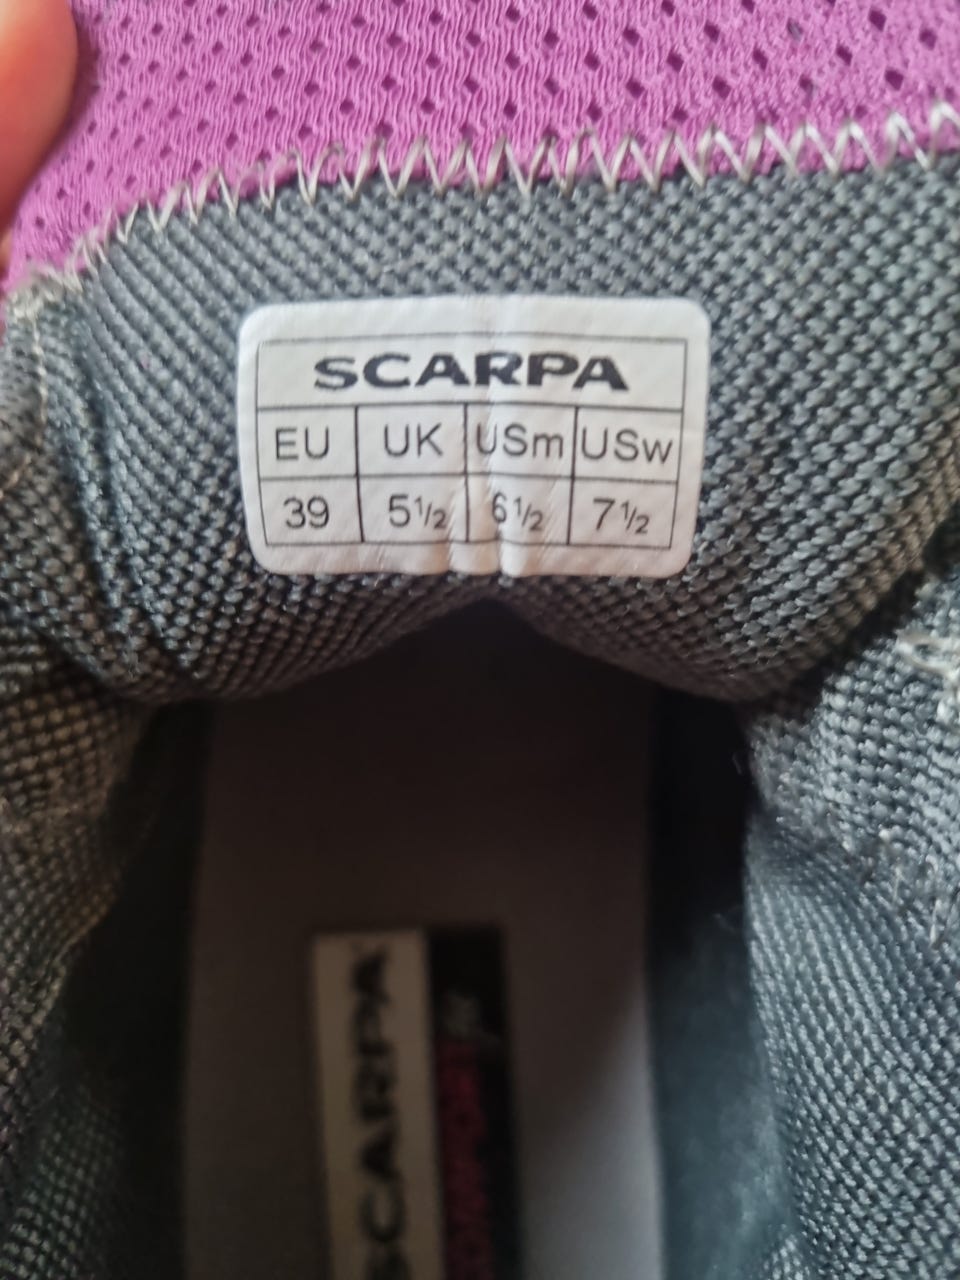 SCARPA
EU UK USm USw
39 5½ 6½ 7½
SCARPA